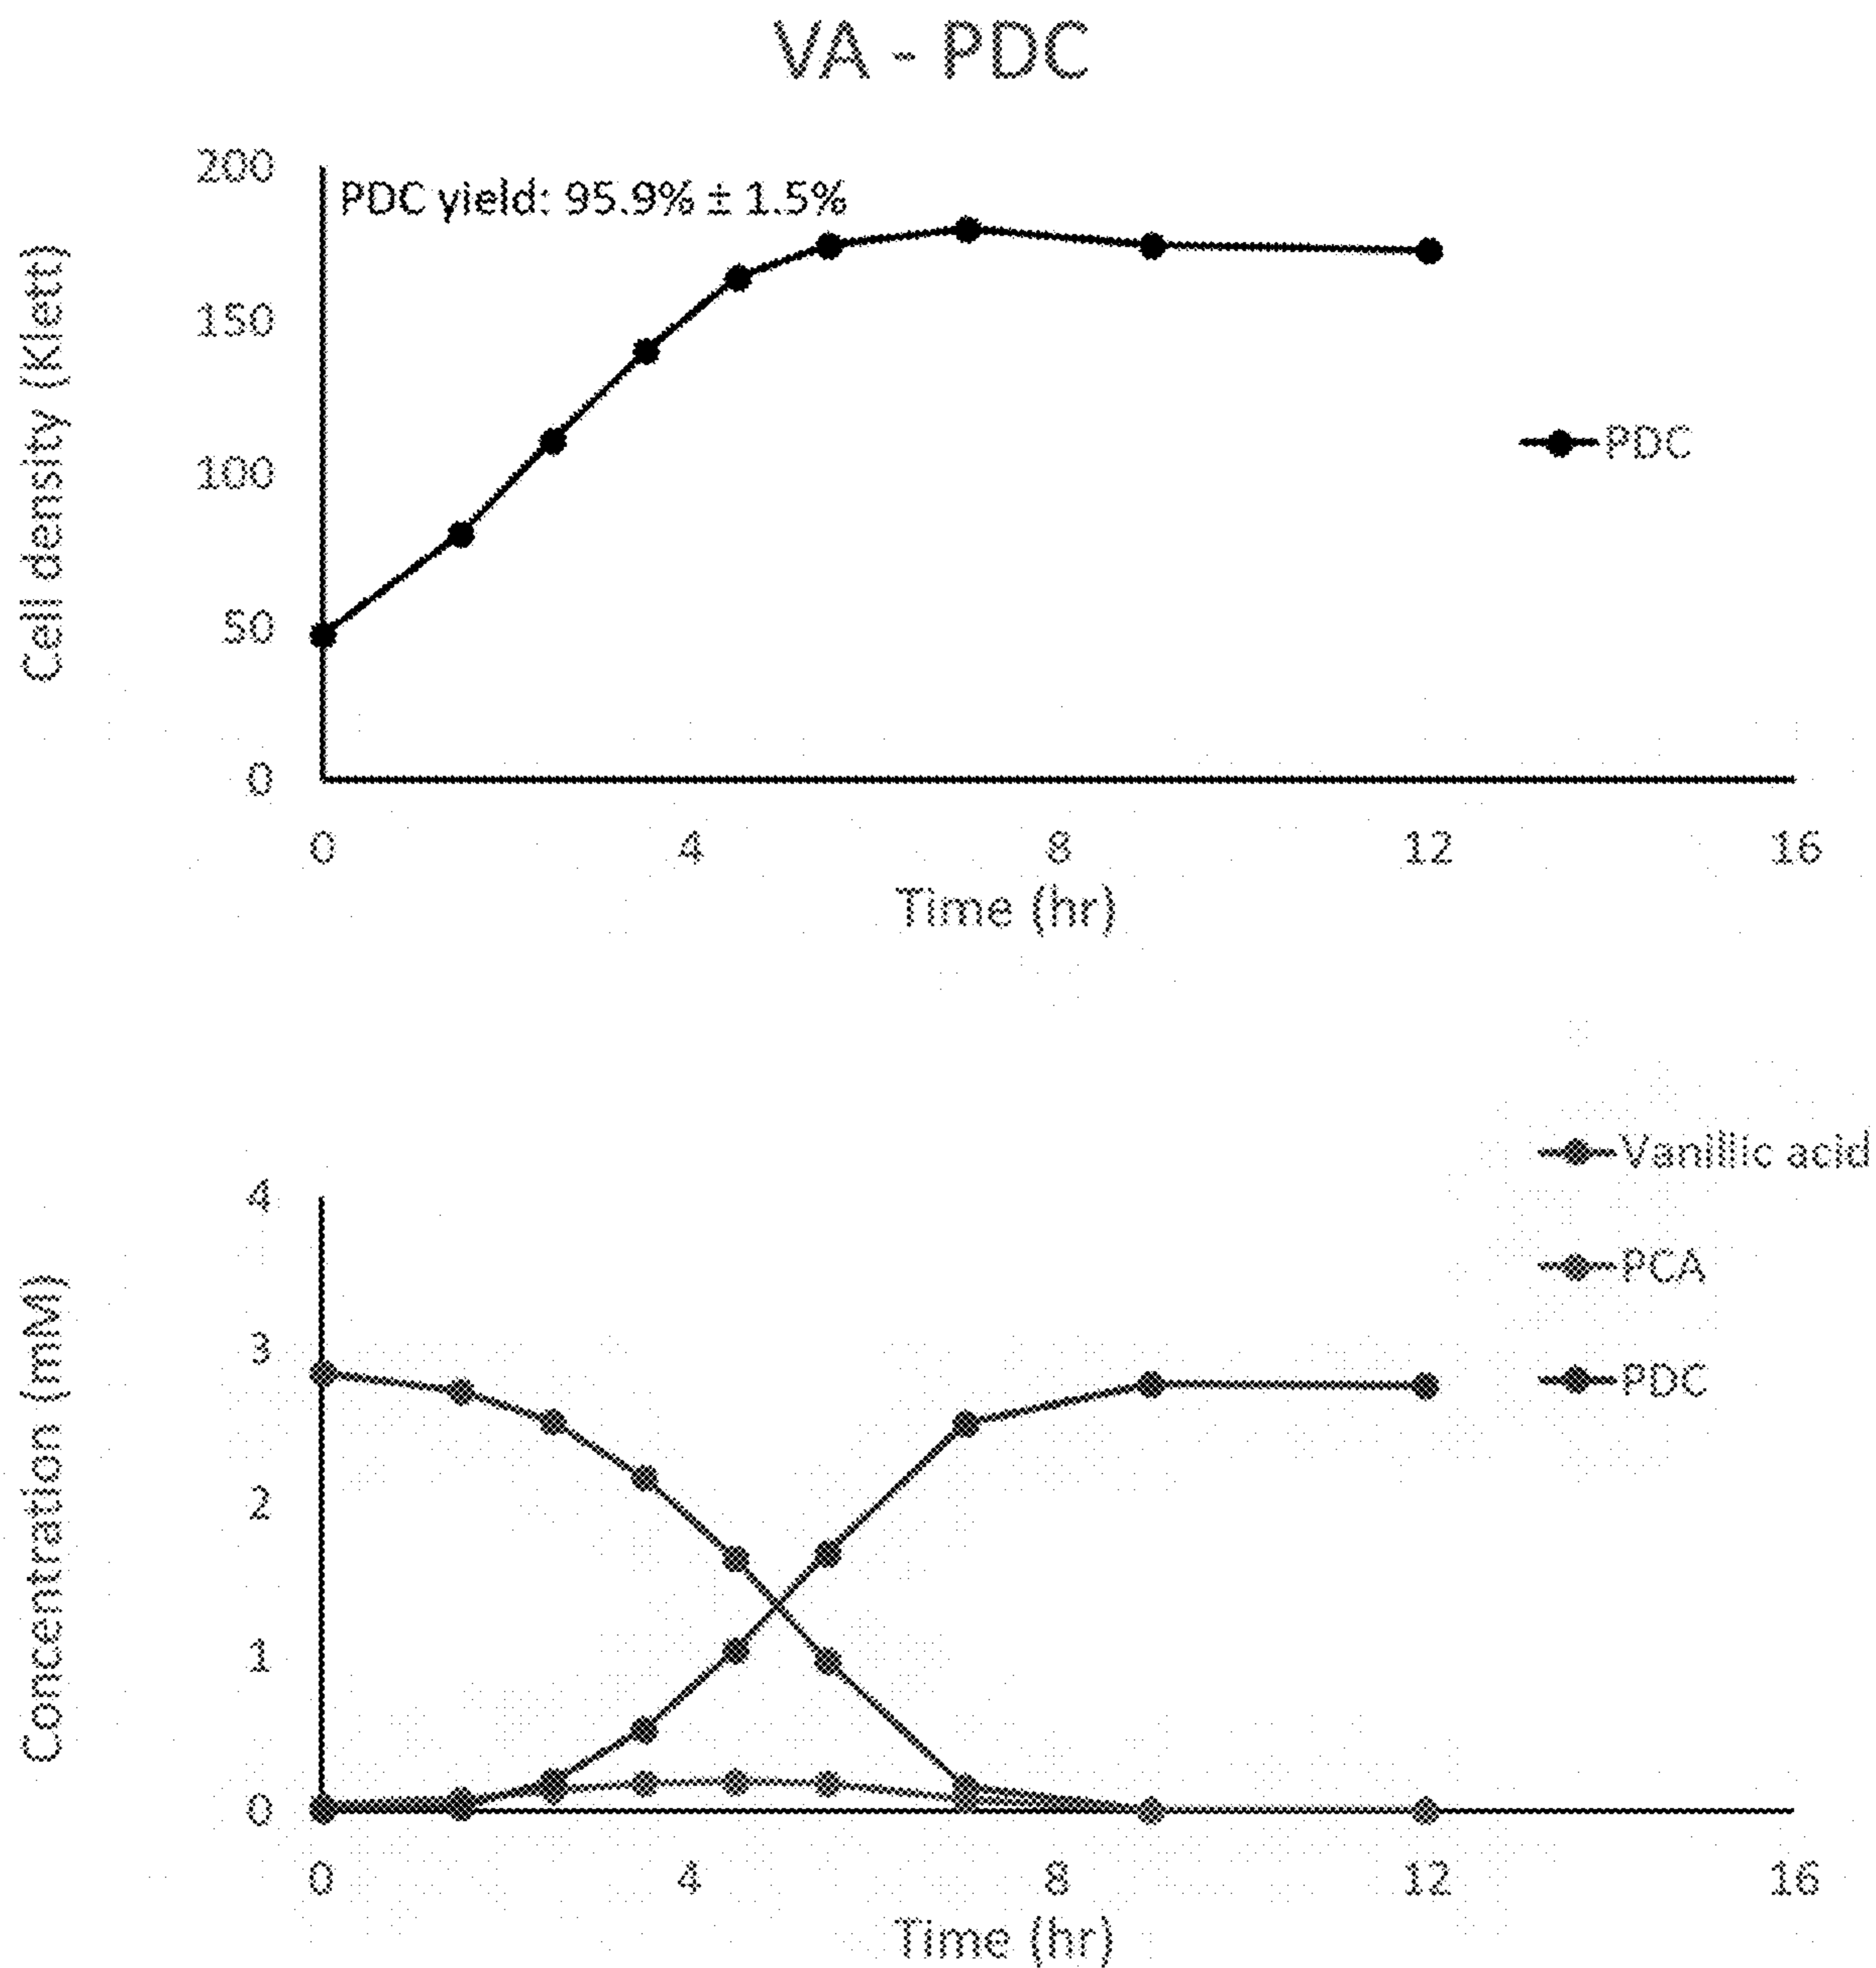 VA - PDC
200
PDC yield: 95.9% ± 1.5%
150
100
50
0
Cell density (Klett)
PDC
0 4 8 12 16
Time (hr)
Vanillic acid
PCA
PDC
4
3
2
1
0
Concentration (mM)
0 4 8 12 16
Time (hr)